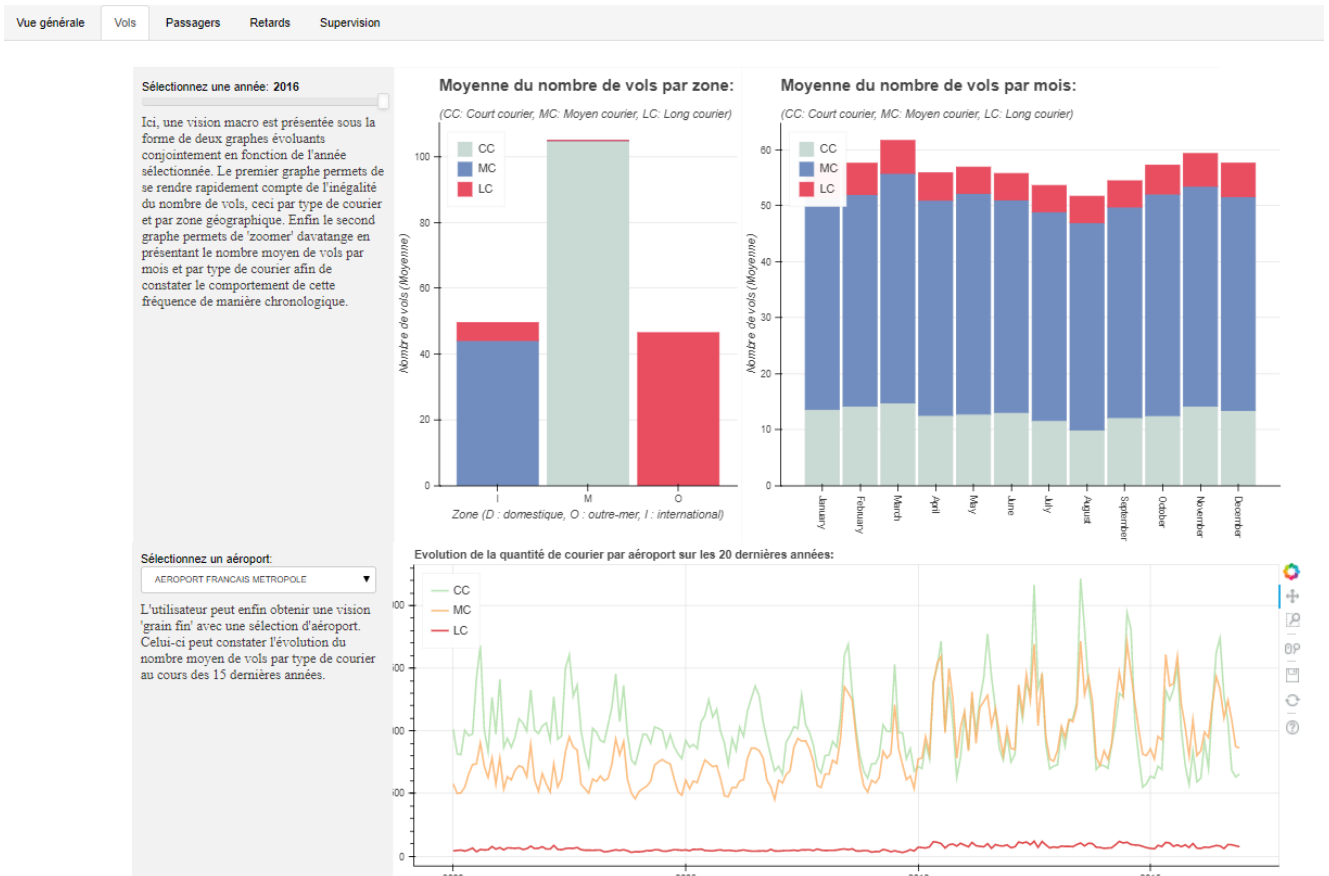 Vue générale
Vols
Passagers
Retards
Supervision
Sélectionnez une année: 2016
Ici, une vision macro est présentée sous la
forme de deux graphes évoluants
conjointement en fonction de l'année
sélectionnée. Le premier graphe permets de
se rendre rapidement compte de l'inégalité
du nombre de vols, ceci par type de courier
et par zone géographique. Enfin le second
graphe permets de 'zoomer' davatange en
présentant le nombre moyen de vols par
mois et par type de courier afin de
constater le comportement de cette
fréquence de manière chronologique.
Moyenne du nombre de vols par zone:
(CC: Court courier, MC: Moyen courier, LC: Long courier)
CC
MC
LC
Nombre de vols (Moyenne)
100
80
60
40
20
0
I
M
O
Zone (D : domestique, O : outre-mer, I : international)
Moyenne du nombre de vols par mois:
(CC: Court courier, MC: Moyen courier, LC: Long courier)
CC
MC
LC
Nombre de vols (Moyenne)
60
50
40
30
20
10
0
January
February
March
April
May
June
July
August
September
October
November
December
Sélectionnez un aéroport:
AEROPORT FRANCAIS METROPOLE
L'utilisateur peut enfin obtenir une vision
'grain fin' avec une sélection d'aéroport.
Celui-ci peut constater l'évolution du
nombre moyen de vols par type de courier
au cours des 15 dernières années.
Evolution de la quantité de courier par aéroport sur les 20 dernières années:
CC
MC
LC
0